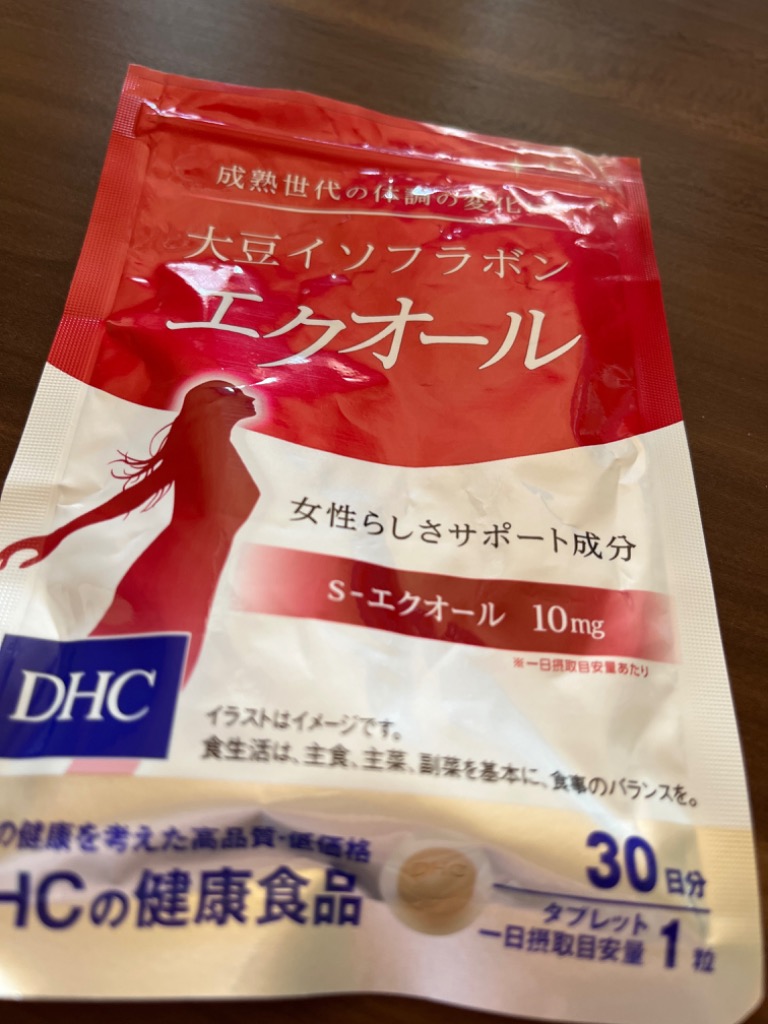 成熟世代の体調の変化
大豆イソフラボン
エクオール
女性らしさサポート成分
S-エクオール 10mg
※一日摂取目安量あたり
DHC
イラストはイメージです。
食生活は、主食、主菜、副菜を基本に、食事のバランスを。
の健康を考えた高品質・低価格
HCの健康食品
30日分
タブレット
一日摂取目安量 1粒